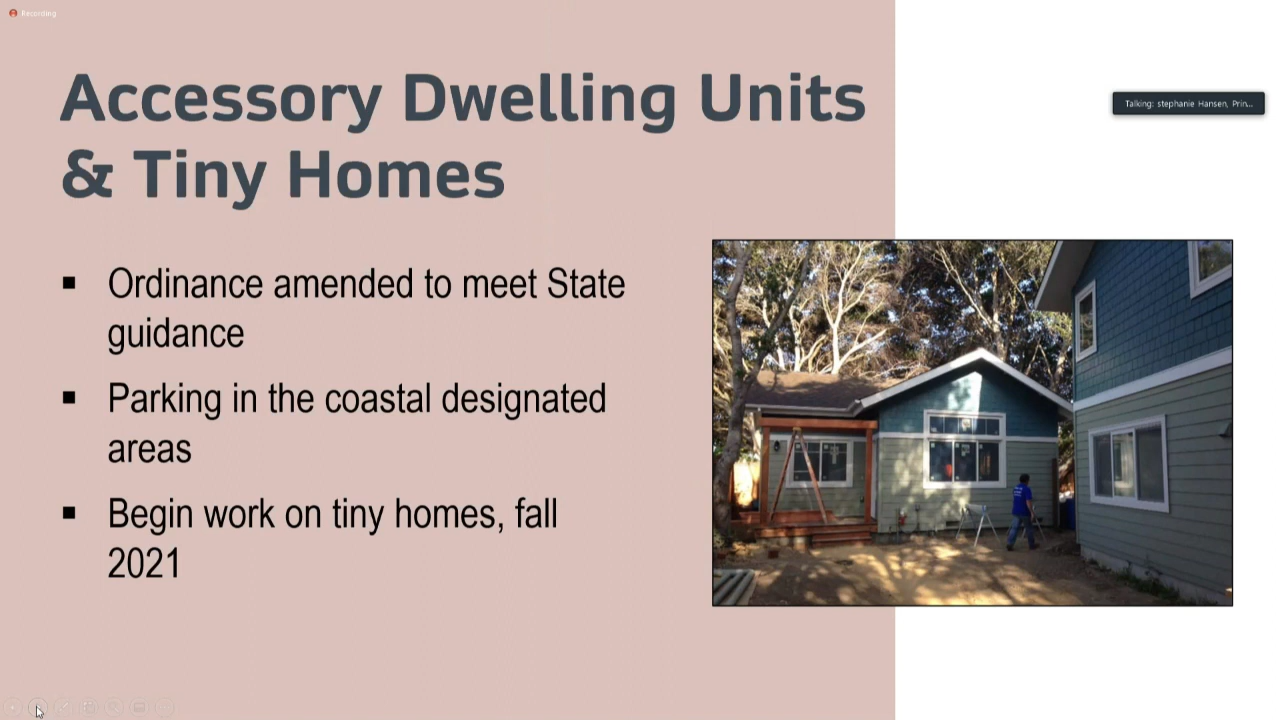 Recording
Accessory Dwelling Units
& Tiny Homes
Talking: stephanie Hansen, Prin...
▪ Ordinance amended to meet State
guidance
▪ Parking in the coastal designated
areas
▪ Begin work on tiny homes, fall
2021